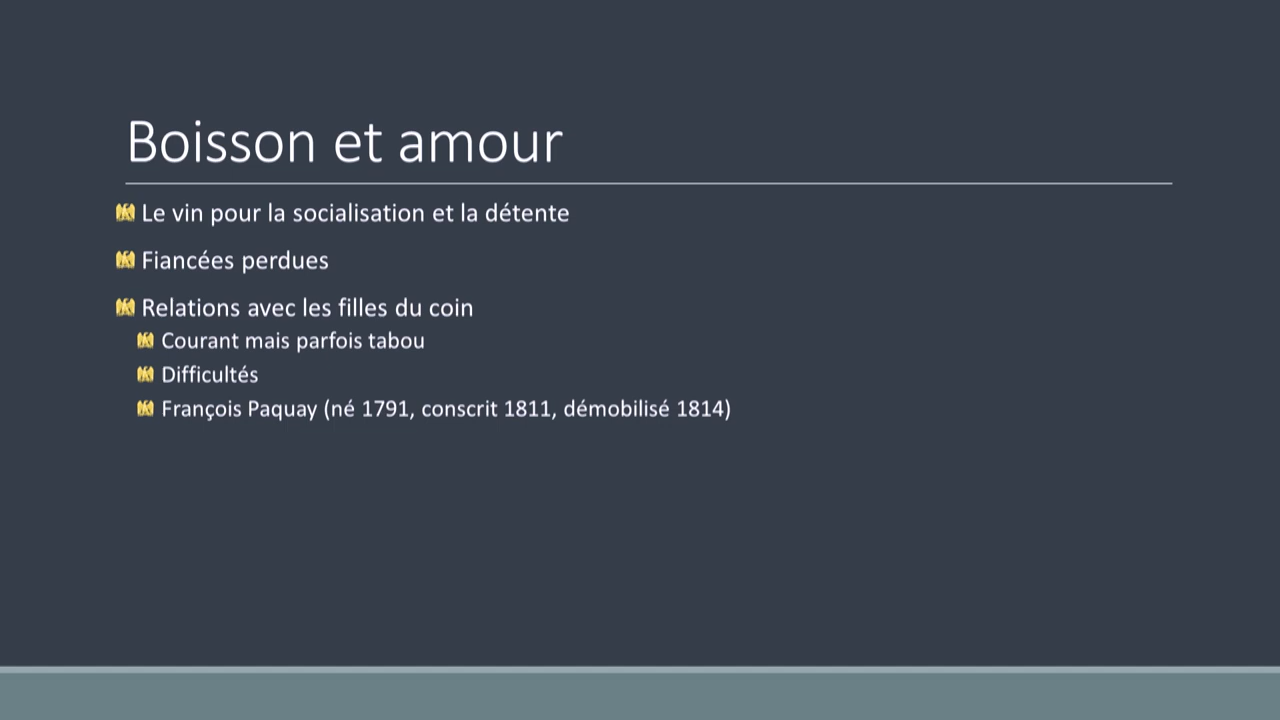 Boisson et amour
Le vin pour la socialisation et la détente
Fiancées perdues
Relations avec les filles du coin
Courant mais parfois tabou
Difficultés
François Paquay (né 1791, conscrit 1811, démobilisé 1814)